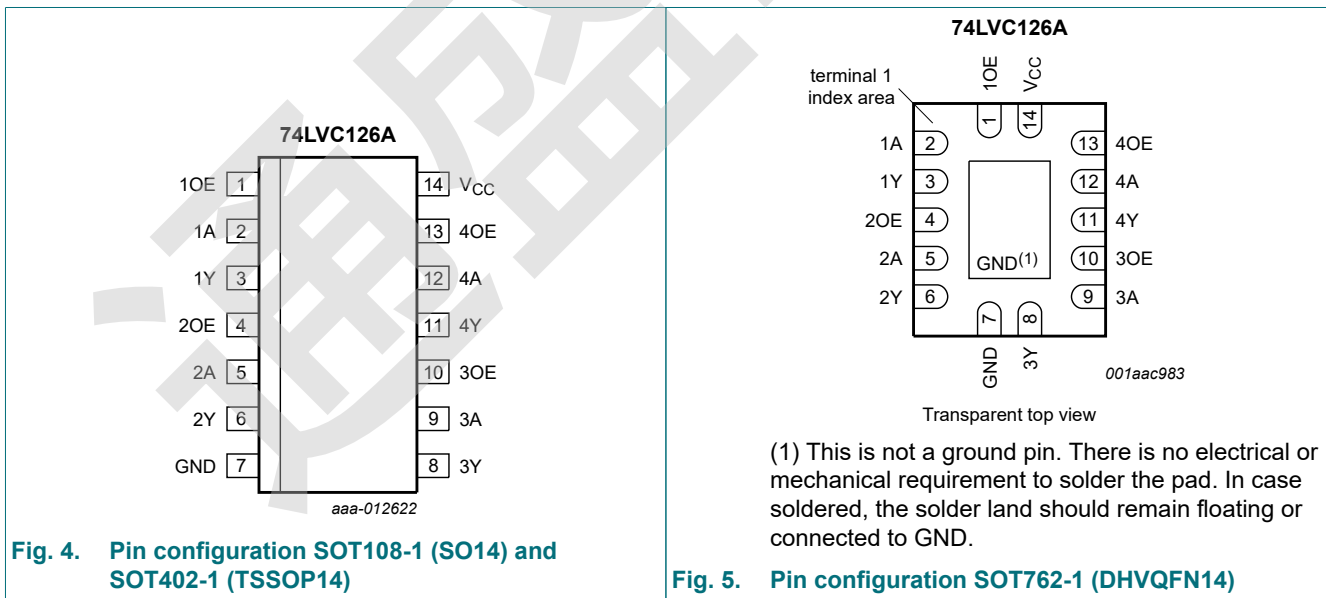 74LVC126A
1OE 1
1A 2
1Y 3
2OE 4
2A 5
2Y 6
GND 7
14 VCC
13 4OE
12 4A
11 4Y
10 3OE
9 3A
8 3Y
aaa-012622
Fig. 4. Pin configuration SOT108-1 (SO14) and
SOT402-1 (TSSOP14)
74LVC126A
terminal 1
index area
1OE
VCC
1
14
1A 2
1Y 3
2OE 4
2A 5
2Y 6
13 4OE
12 4A
11 4Y
10 3OE
9 3A
GND(1)
7
8
GND
3Y
001aac983
Transparent top view
(1) This is not a ground pin. There is no electrical or
mechanical requirement to solder the pad. In case
soldered, the solder land should remain floating or
connected to GND.
Fig. 5. Pin configuration SOT762-1 (DHVQFN14)
通盛